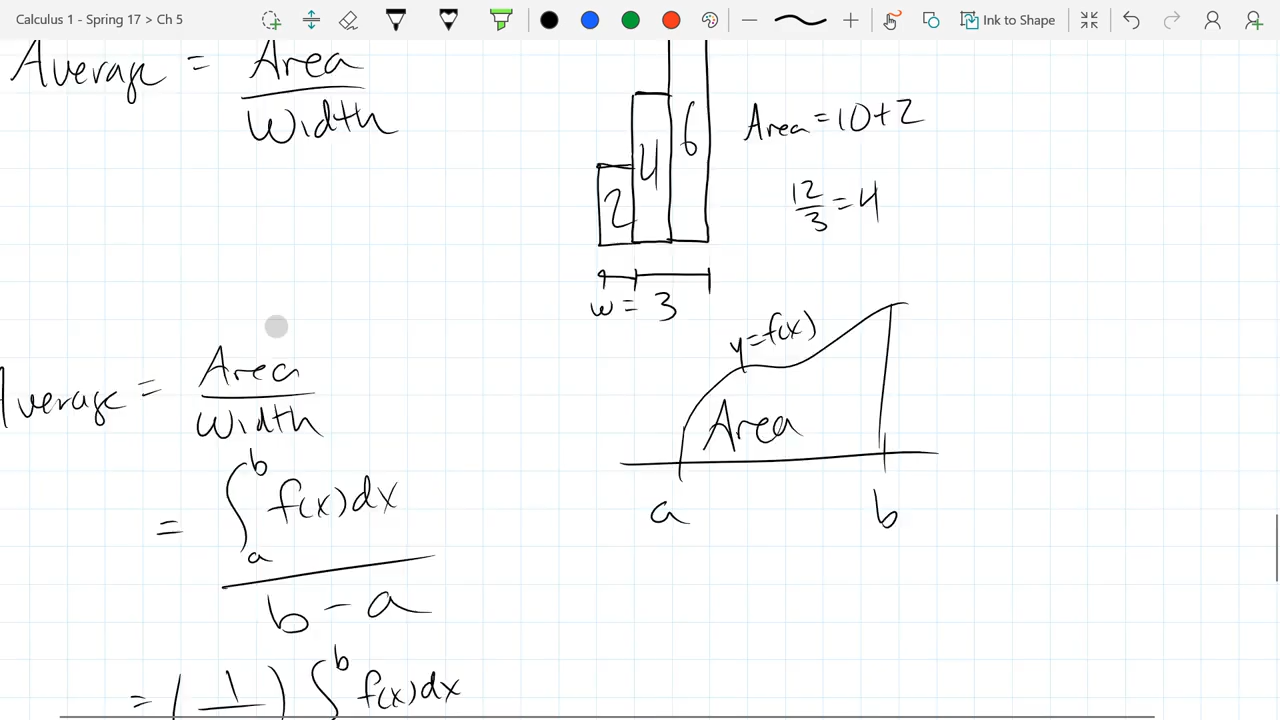 Calculus 1 - Spring 17 > Ch 5
Ink to Shape
Average = Area / Width
2 4 6
Area = 10+2
12/3 = 4
w = 3
y=f(x)
Area
a b
Average = Area / Width
= ∫_a^b f(x)dx / b - a
= (1 ) ∫^b f(x)dx